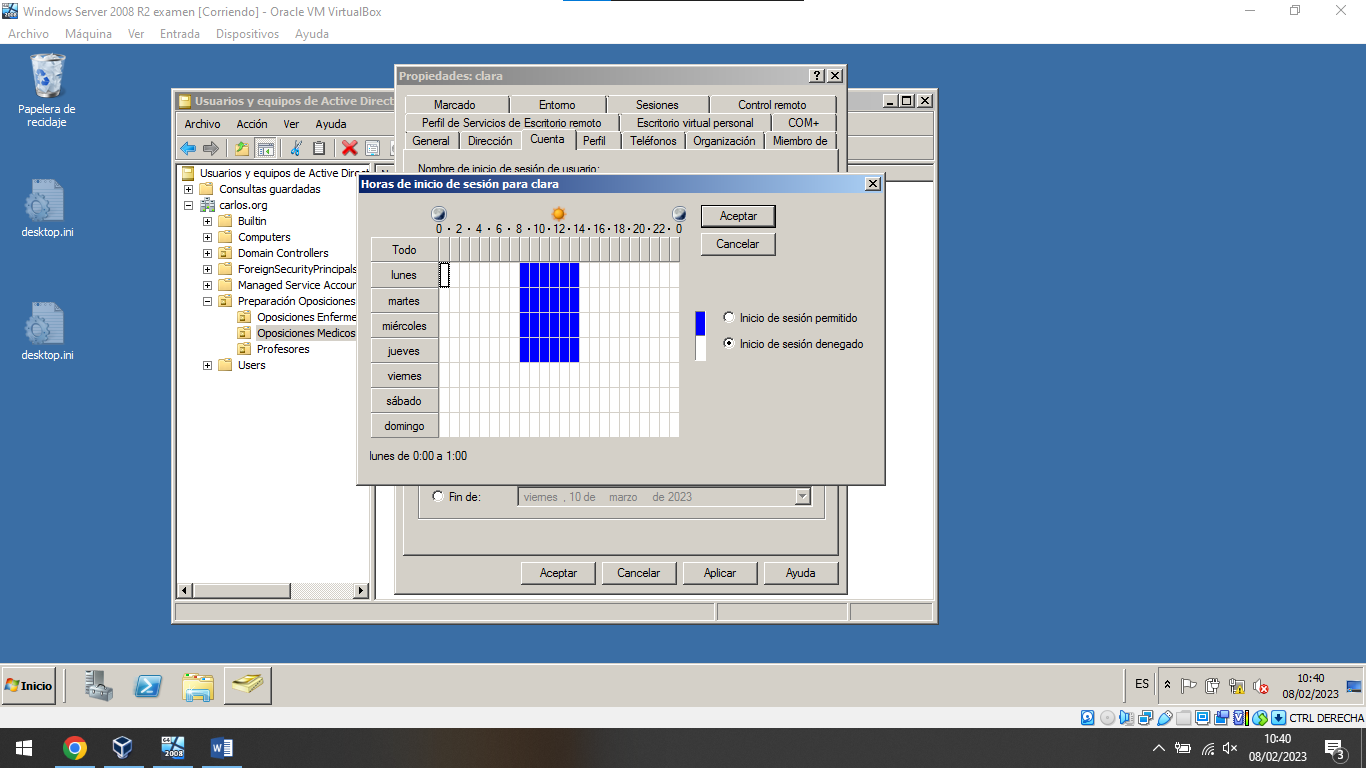 Windows Server 2008 R2 examen [Corriendo] - Oracle VM VirtualBox
Archivo Máquina Ver Entrada Dispositivos Ayuda
Papelera de
reciclaje
desktop.ini
desktop.ini
Usuarios y equipos de Active Direct
Archivo Acción Ver Ayuda
Usuarios y equipos de Active Direct
Consultas guardadas
carlos.org
Builtin
Computers
Domain Controllers
ForeignSecurityPrincipals
Managed Service Accour
Preparación Oposiciones
Oposiciones Enferme
Oposiciones Medicos
Profesores
Users
Propiedades: clara
Marcado Entorno Sesiones Control remoto
Perfil de Servicios de Escritorio remoto Escritorio virtual personal COM+
General Dirección Cuenta Perfil Teléfonos Organización Miembro de
Nombre de inicio de sesión de usuario:
Horas de inicio de sesión para clara
0 · 2 · 4 · 6 · 8 · 10 · 12 · 14 · 16 · 18 · 20 · 22 · 0
Todo
lunes
martes
miércoles
jueves
viernes
sábado
domingo
lunes de 0:00 a 1:00
Aceptar
Cancelar
Inicio de sesión permitido
Inicio de sesión denegado
Fin de: viernes , 10 de marzo de 2023
Aceptar Cancelar Aplicar Ayuda
Inicio
ES
10:40
08/02/2023
CTRL DERECHA
2008
10:40
08/02/2023
3